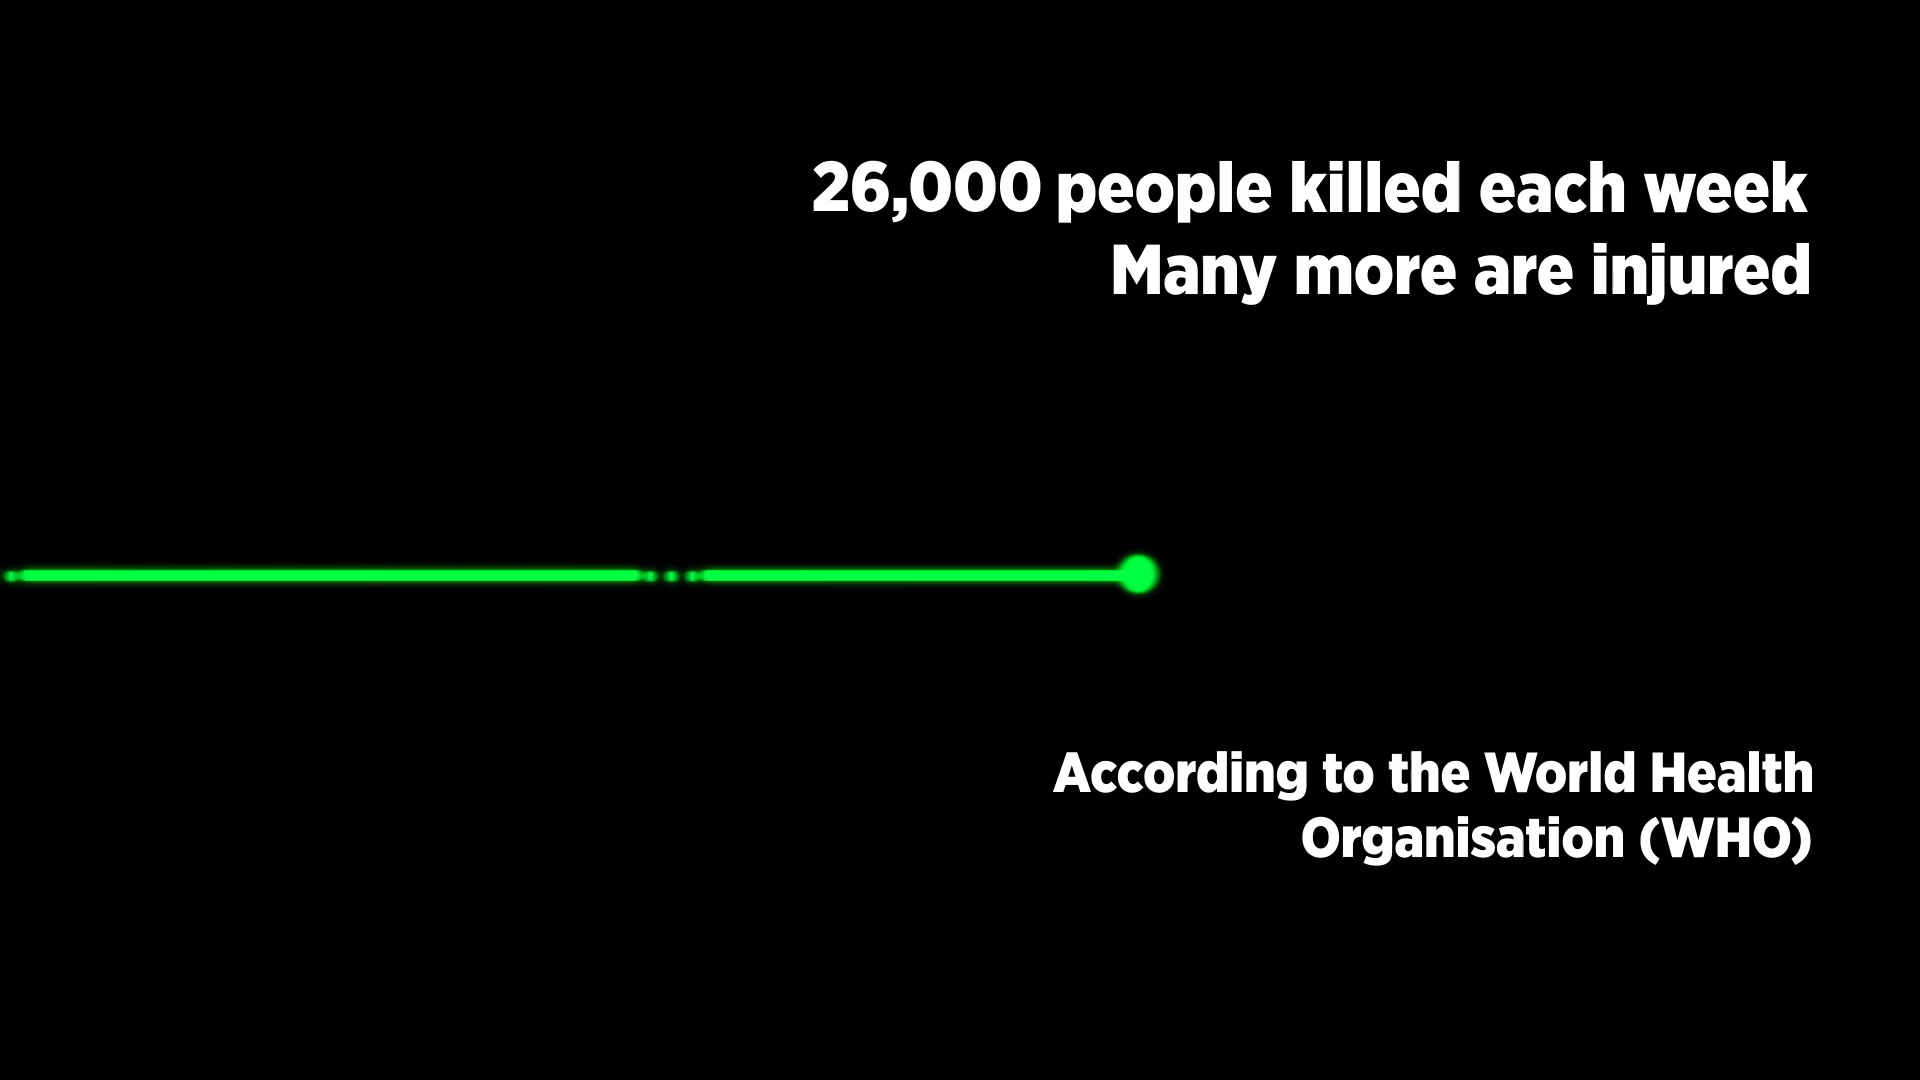 26,000 people killed each week
Many more are injured
According to the World Health
Organisation (WHO)